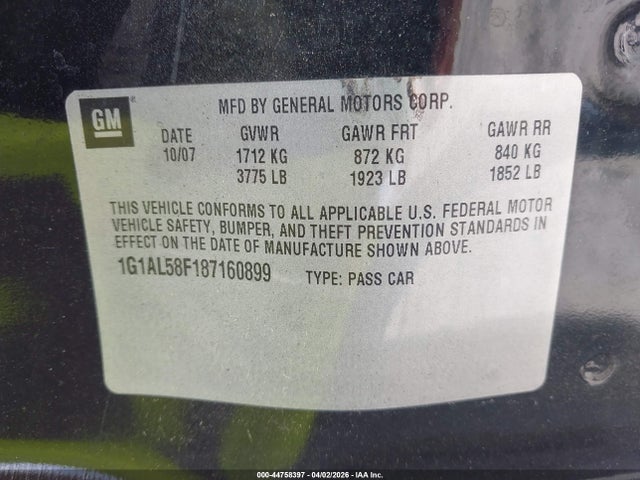 GM
MFD BY GENERAL MOTORS CORP.
DATE GVWR GAWR FRT GAWR RR
10/07 1712 KG 872 KG 840 KG
3775 LB 1923 LB 1852 LB
THIS VEHICLE CONFORMS TO ALL APPLICABLE U.S. FEDERAL MOTOR
VEHICLE SAFETY, BUMPER, AND THEFT PREVENTION STANDARDS IN
EFFECT ON THE DATE OF MANUFACTURE SHOWN ABOVE.
1G1AL58F187160899 TYPE: PASS CAR
000-44758397 - 04/02/2026 - IAA Inc.